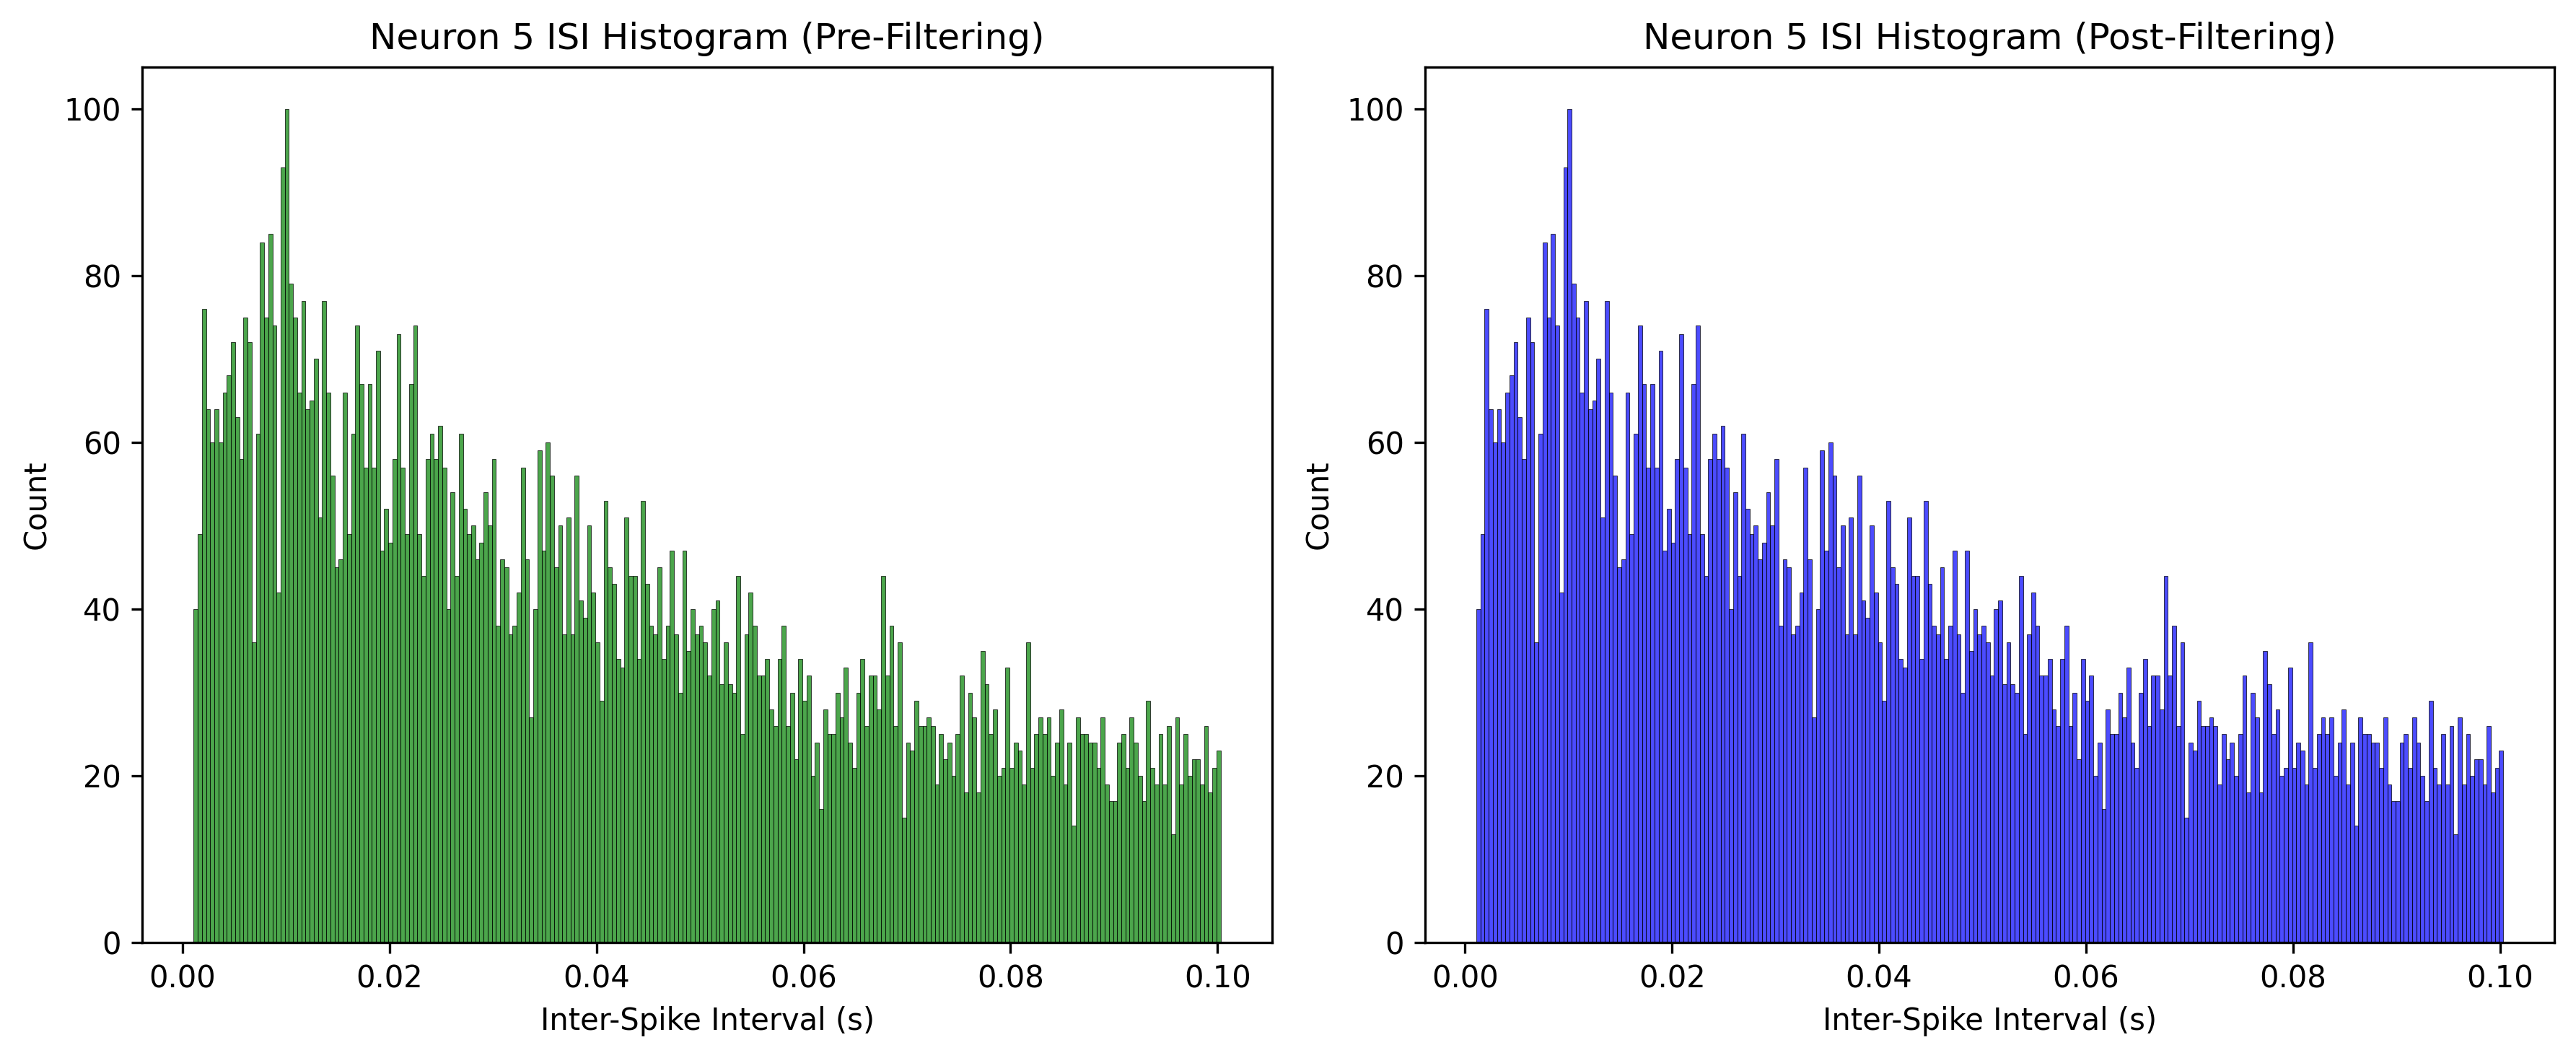 Neuron 5 ISI Histogram (Pre-Filtering)
Count
100
80
60
40
20
0
0.00 0.02 0.04 0.06 0.08 0.10
Inter-Spike Interval (s)
Neuron 5 ISI Histogram (Post-Filtering)
Count
100
80
60
40
20
0
0.00 0.02 0.04 0.06 0.08 0.10
Inter-Spike Interval (s)